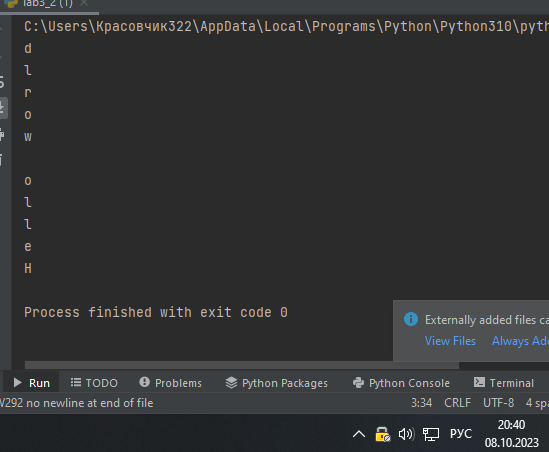 lab3_2 (1)
C:\Users\Красовчик322\AppData\Local\Programs\Python\Python310\pyth
d
l
r
o
w
o
l
l
e
H
Process finished with exit code 0
Externally added files ca
View Files Always Add
Run TODO Problems Python Packages Python Console Terminal
W292 no newline at end of file 3:34 CRLF UTF-8 4 spa
РУС 20:40
08.10.2023